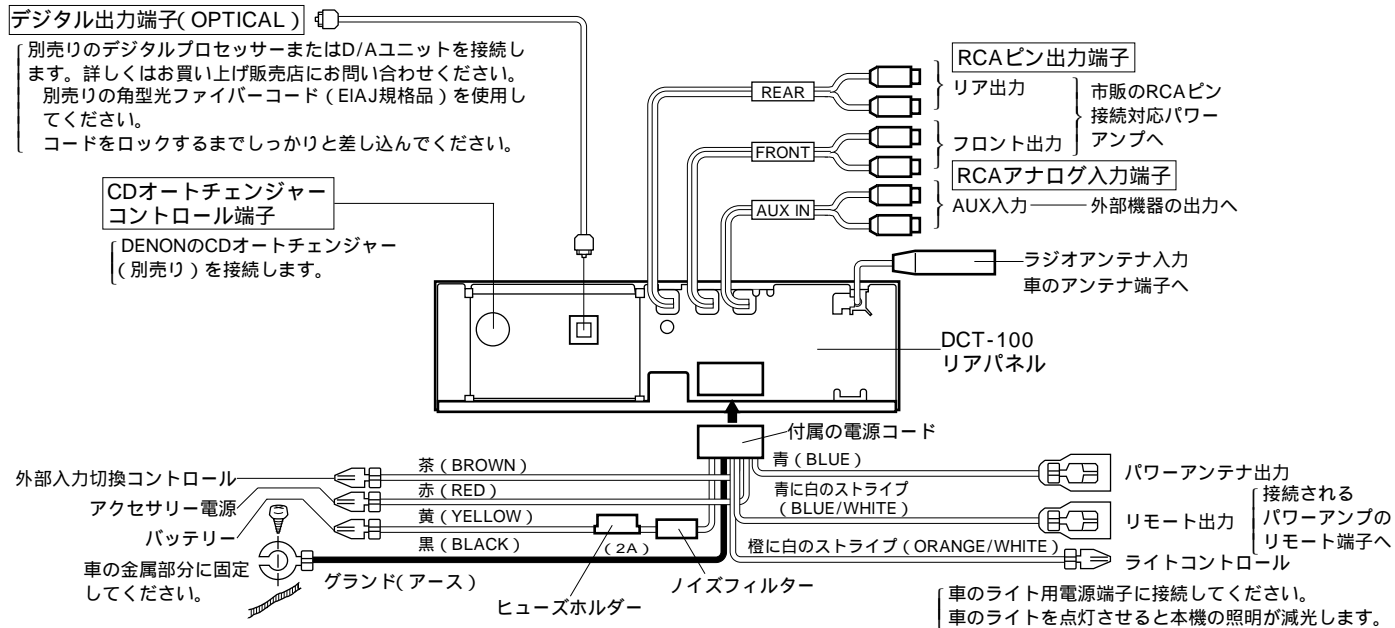 デジタル出力端子(OPTICAL)
別売りのデジタルプロセッサーまたはD/Aユニットを接続し
ます。詳しくはお買い上げ販売店にお問い合わせください。
別売りの角型光ファイバーコード(EIAJ規格品)を使用し
てください。
コードをロックするまでしっかりと差し込んでください。
CDオートチェンジャー
コントロール端子
DENONのCDオートチェンジャー
(別売り)を接続します。
REAR
FRONT
AUX IN
RCAピン出力端子
リア出力
フロント出力
市販のRCAピン
接続対応パワー
アンプへ
RCAアナログ入力端子
AUX入力
外部機器の出力へ
ラジオアンテナ入力
車のアンテナ端子へ
DCT-100
リアパネル
付属の電源コード
外部入力切換コントロール
アクセサリー電源
バッテリー
車の金属部分に固定
してください。
茶(BROWN)
赤(RED)
黄(YELLOW)
黒(BLACK)
(2A)
グランド(アース)
ヒューズホルダー
ノイズフィルター
青(BLUE)
青に白のストライプ
(BLUE/WHITE)
橙に白のストライプ(ORANGE/WHITE)
パワーアンテナ出力
リモート出力
接続される
パワーアンプの
リモート端子へ
ライトコントロール
車のライト用電源端子に接続してください。
車のライトを点灯させると本機の照明が減光します。